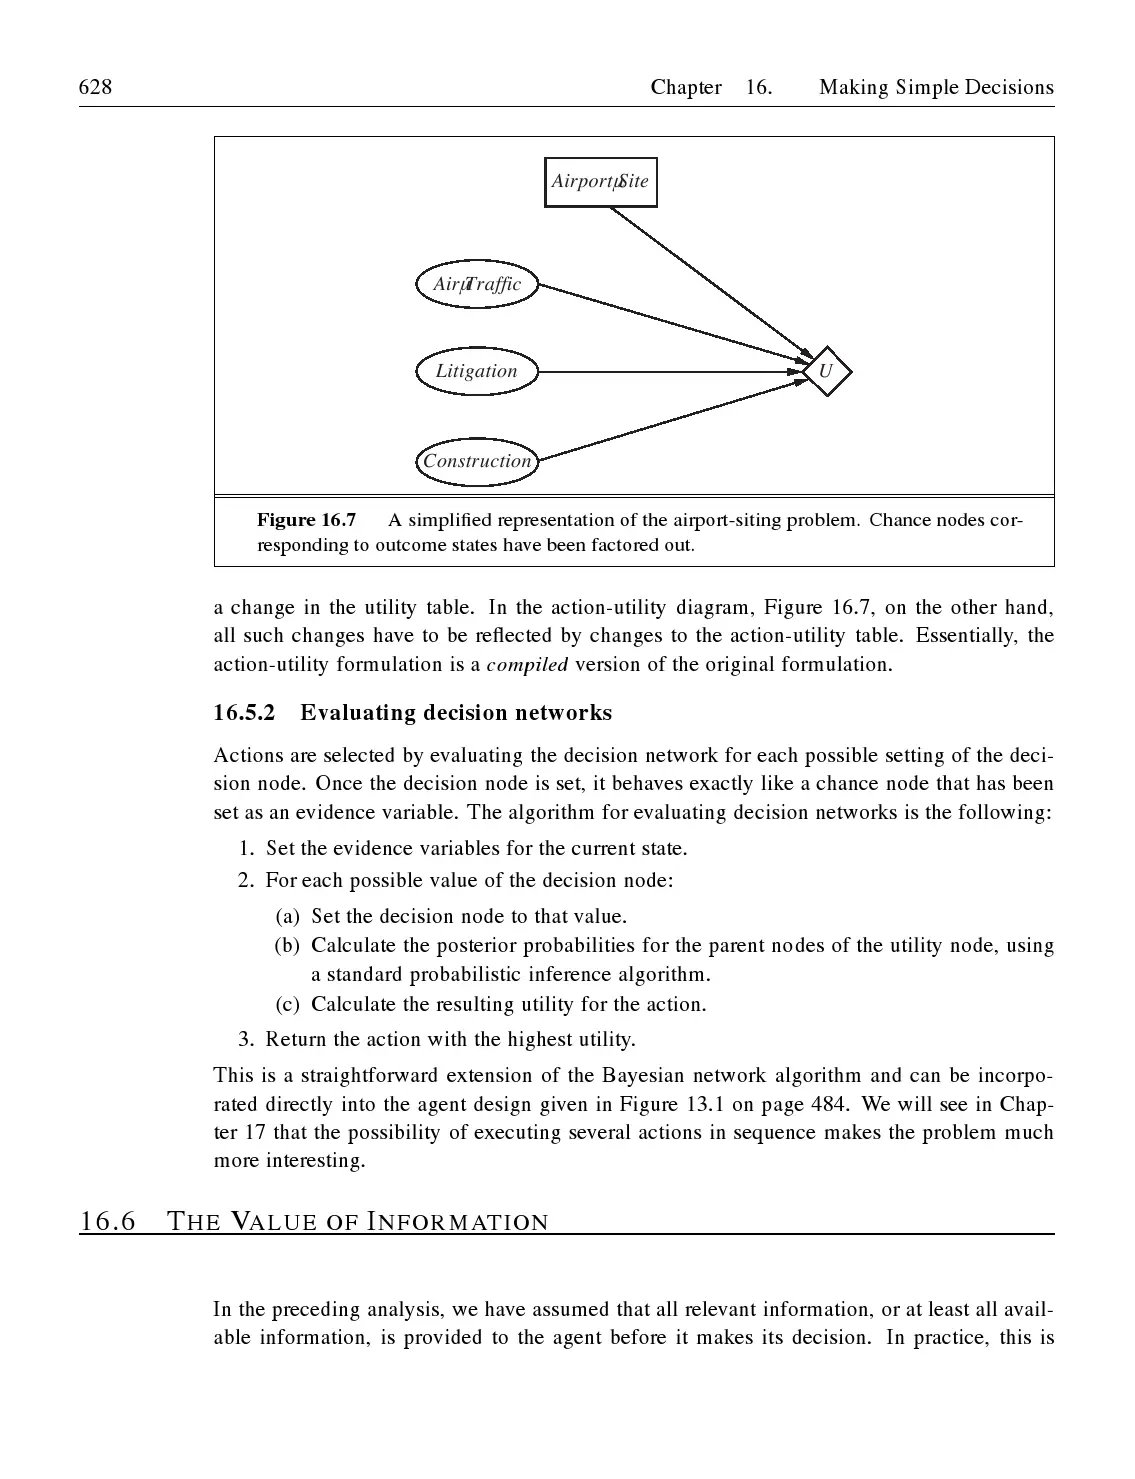 628 Chapter 16. Making Simple Decisions
AirportµSite
AirµTraffic
Litigation
U
Construction
Figure 16.7 A simplified representation of the airport-siting problem. Chance nodes cor-
responding to outcome states have been factored out.
a change in the utility table. In the action-utility diagram, Figure 16.7, on the other hand,
all such changes have to be reflected by changes to the action-utility table. Essentially, the
action-utility formulation is a compiled version of the original formulation.
16.5.2 Evaluating decision networks
Actions are selected by evaluating the decision network for each possible setting of the deci-
sion node. Once the decision node is set, it behaves exactly like a chance node that has been
set as an evidence variable. The algorithm for evaluating decision networks is the following:
1. Set the evidence variables for the current state.
2. For each possible value of the decision node:
(a) Set the decision node to that value.
(b) Calculate the posterior probabilities for the parent nodes of the utility node, using
a standard probabilistic inference algorithm.
(c) Calculate the resulting utility for the action.
3. Return the action with the highest utility.
This is a straightforward extension of the Bayesian network algorithm and can be incorpo-
rated directly into the agent design given in Figure 13.1 on page 484. We will see in Chap-
ter 17 that the possibility of executing several actions in sequence makes the problem much
more interesting.
16.6 THE VALUE OF INFORMATION
In the preceding analysis, we have assumed that all relevant information, or at least all avail-
able information, is provided to the agent before it makes its decision. In practice, this is